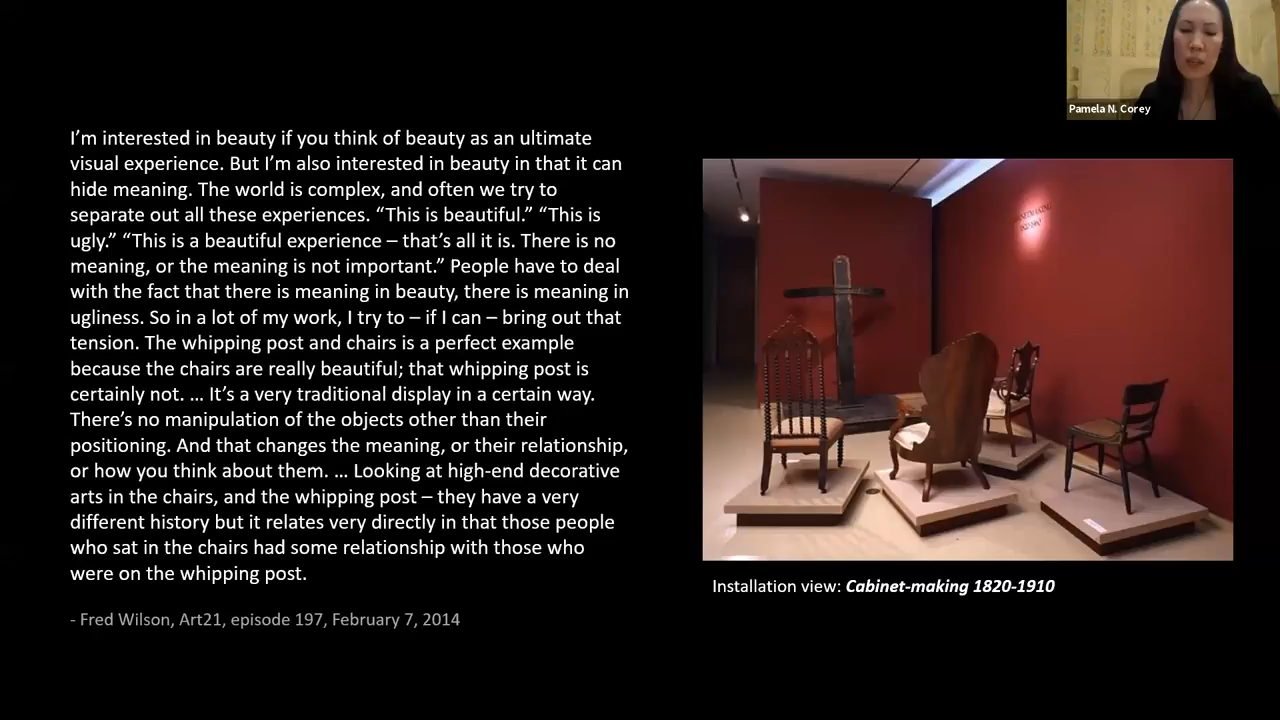 Pamela N. Corey
I’m interested in beauty if you think of beauty as an ultimate
visual experience. But I’m also interested in beauty in that it can
hide meaning. The world is complex, and often we try to
separate out all these experiences. “This is beautiful.” “This is
ugly.” “This is a beautiful experience – that’s all it is. There is no
meaning, or the meaning is not important.” People have to deal
with the fact that there is meaning in beauty, there is meaning in
ugliness. So in a lot of my work, I try to – if I can – bring out that
tension. The whipping post and chairs is a perfect example
because the chairs are really beautiful; that whipping post is
certainly not. … It’s a very traditional display in a certain way.
There’s no manipulation of the objects other than their
positioning. And that changes the meaning, or their relationship,
or how you think about them. … Looking at high-end decorative
arts in the chairs, and the whipping post – they have a very
different history but it relates very directly in that those people
who sat in the chairs had some relationship with those who
were on the whipping post.
- Fred Wilson, Art21, episode 197, February 7, 2014
Installation view: Cabinet-making 1820-1910